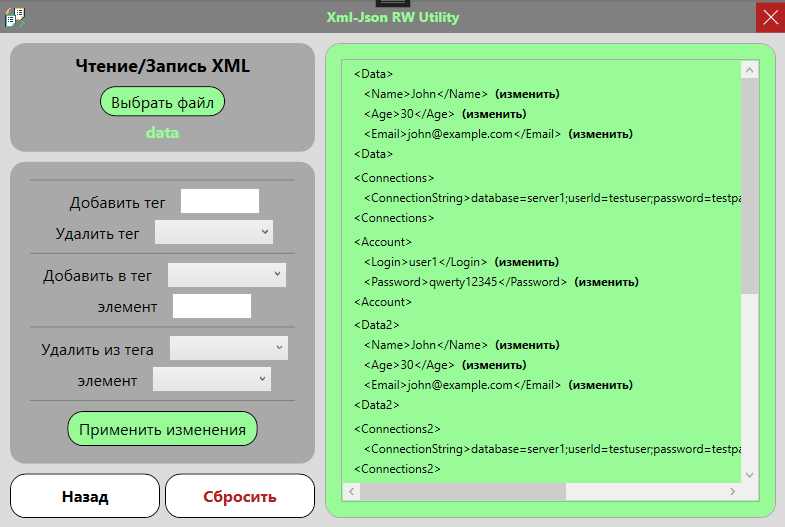 Xml-Json RW Utility
Чтение/Запись XML
Выбрать файл
data
Добавить тег
Удалить тег
Добавить в тег
элемент
Удалить из тега
элемент
Применить изменения
Назад
Сбросить
<Data>
<Name>John</Name> (изменить)
<Age>30</Age> (изменить)
<Email>john@example.com</Email> (изменить)
<Data>
<Connections>
<ConnectionString>database=server1;userId=testuser;password=testpa
<Connections>
<Account>
<Login>user1</Login> (изменить)
<Password>qwerty12345</Password> (изменить)
<Account>
<Data2>
<Name>John</Name> (изменить)
<Age>30</Age> (изменить)
<Email>john@example.com</Email> (изменить)
<Data2>
<Connections2>
<ConnectionString>database=server1;userId=testuser;password=testpa
<Connections2>